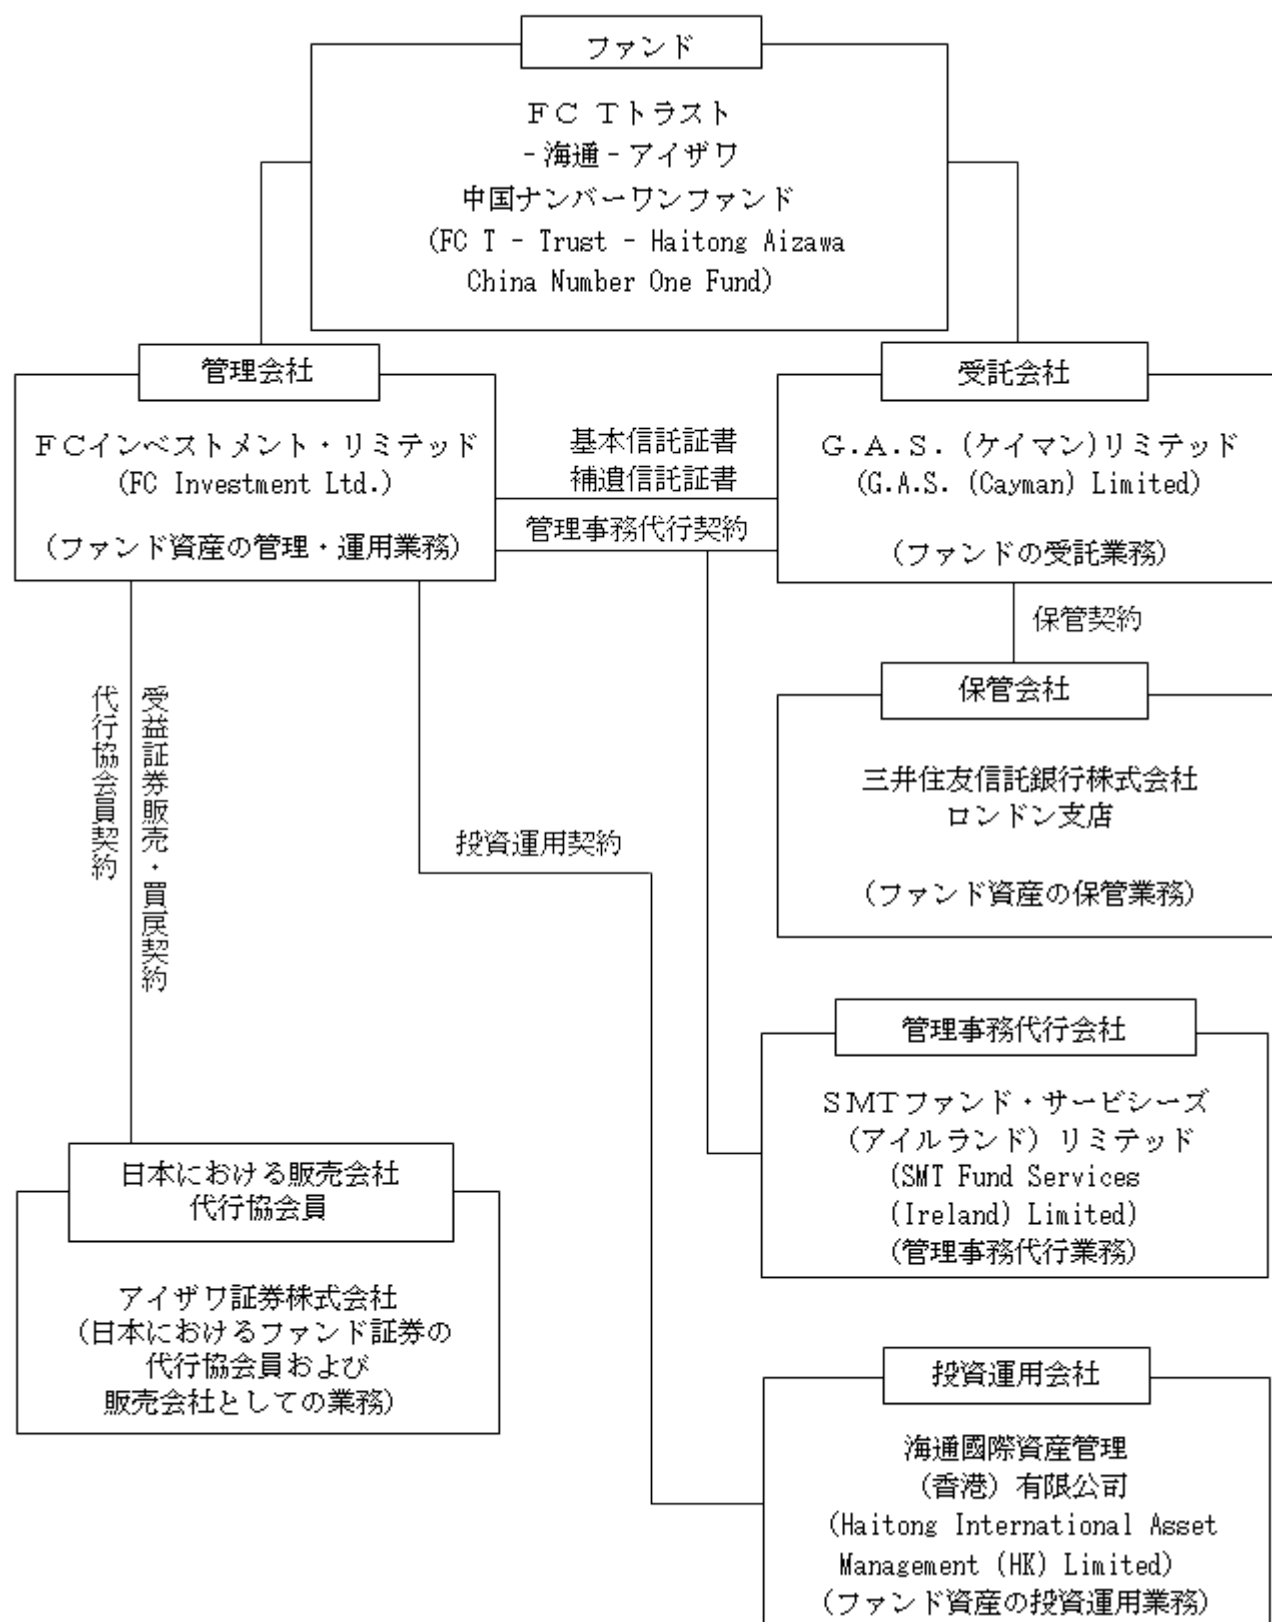 ファンド
ＦＣ Ｔトラスト
‐海通‐アイザワ
中国ナンバーワンファンド
(FC T - Trust - Haitong Aizawa
China Number One Fund)
管理会社
ＦＣインベストメント・リミテッド
(FC Investment Ltd.)
(ファンド資産の管理・運用業務)
基本信託証書
補遺信託証書
管理事務代行契約
受託会社
Ｇ.Ａ.Ｓ.(ケイマン)リミテッド
(G.A.S. (Cayman) Limited)
(ファンドの受託業務)
保管契約
保管会社
三井住友信託銀行株式会社
ロンドン支店
(ファンド資産の保管業務)
代行協会員契約
受益証券販売・買戻契約
投資運用契約
管理事務代行会社
ＳＭＴファンド・サービシーズ
（アイルランド）リミテッド
(SMT Fund Services
(Ireland) Limited)
(管理事務代行業務)
日本における販売会社
代行協会員
アイザワ証券株式会社
(日本におけるファンド証券の
代行協会員および
販売会社としての業務)
投資運用会社
海通國際資産管理
（香港）有限公司
(Haitong International Asset
Management (HK) Limited)
(ファンド資産の投資運用業務)